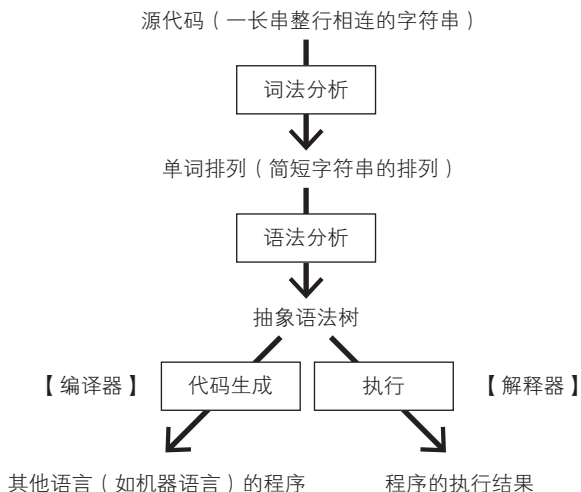 源代码（一长串整行相连的字符串）
词法分析
单词排列（简短字符串的排列）
语法分析
抽象语法树
【编译器】 代码生成 执行 【解释器】
其他语言（如机器语言）的程序 程序的执行结果